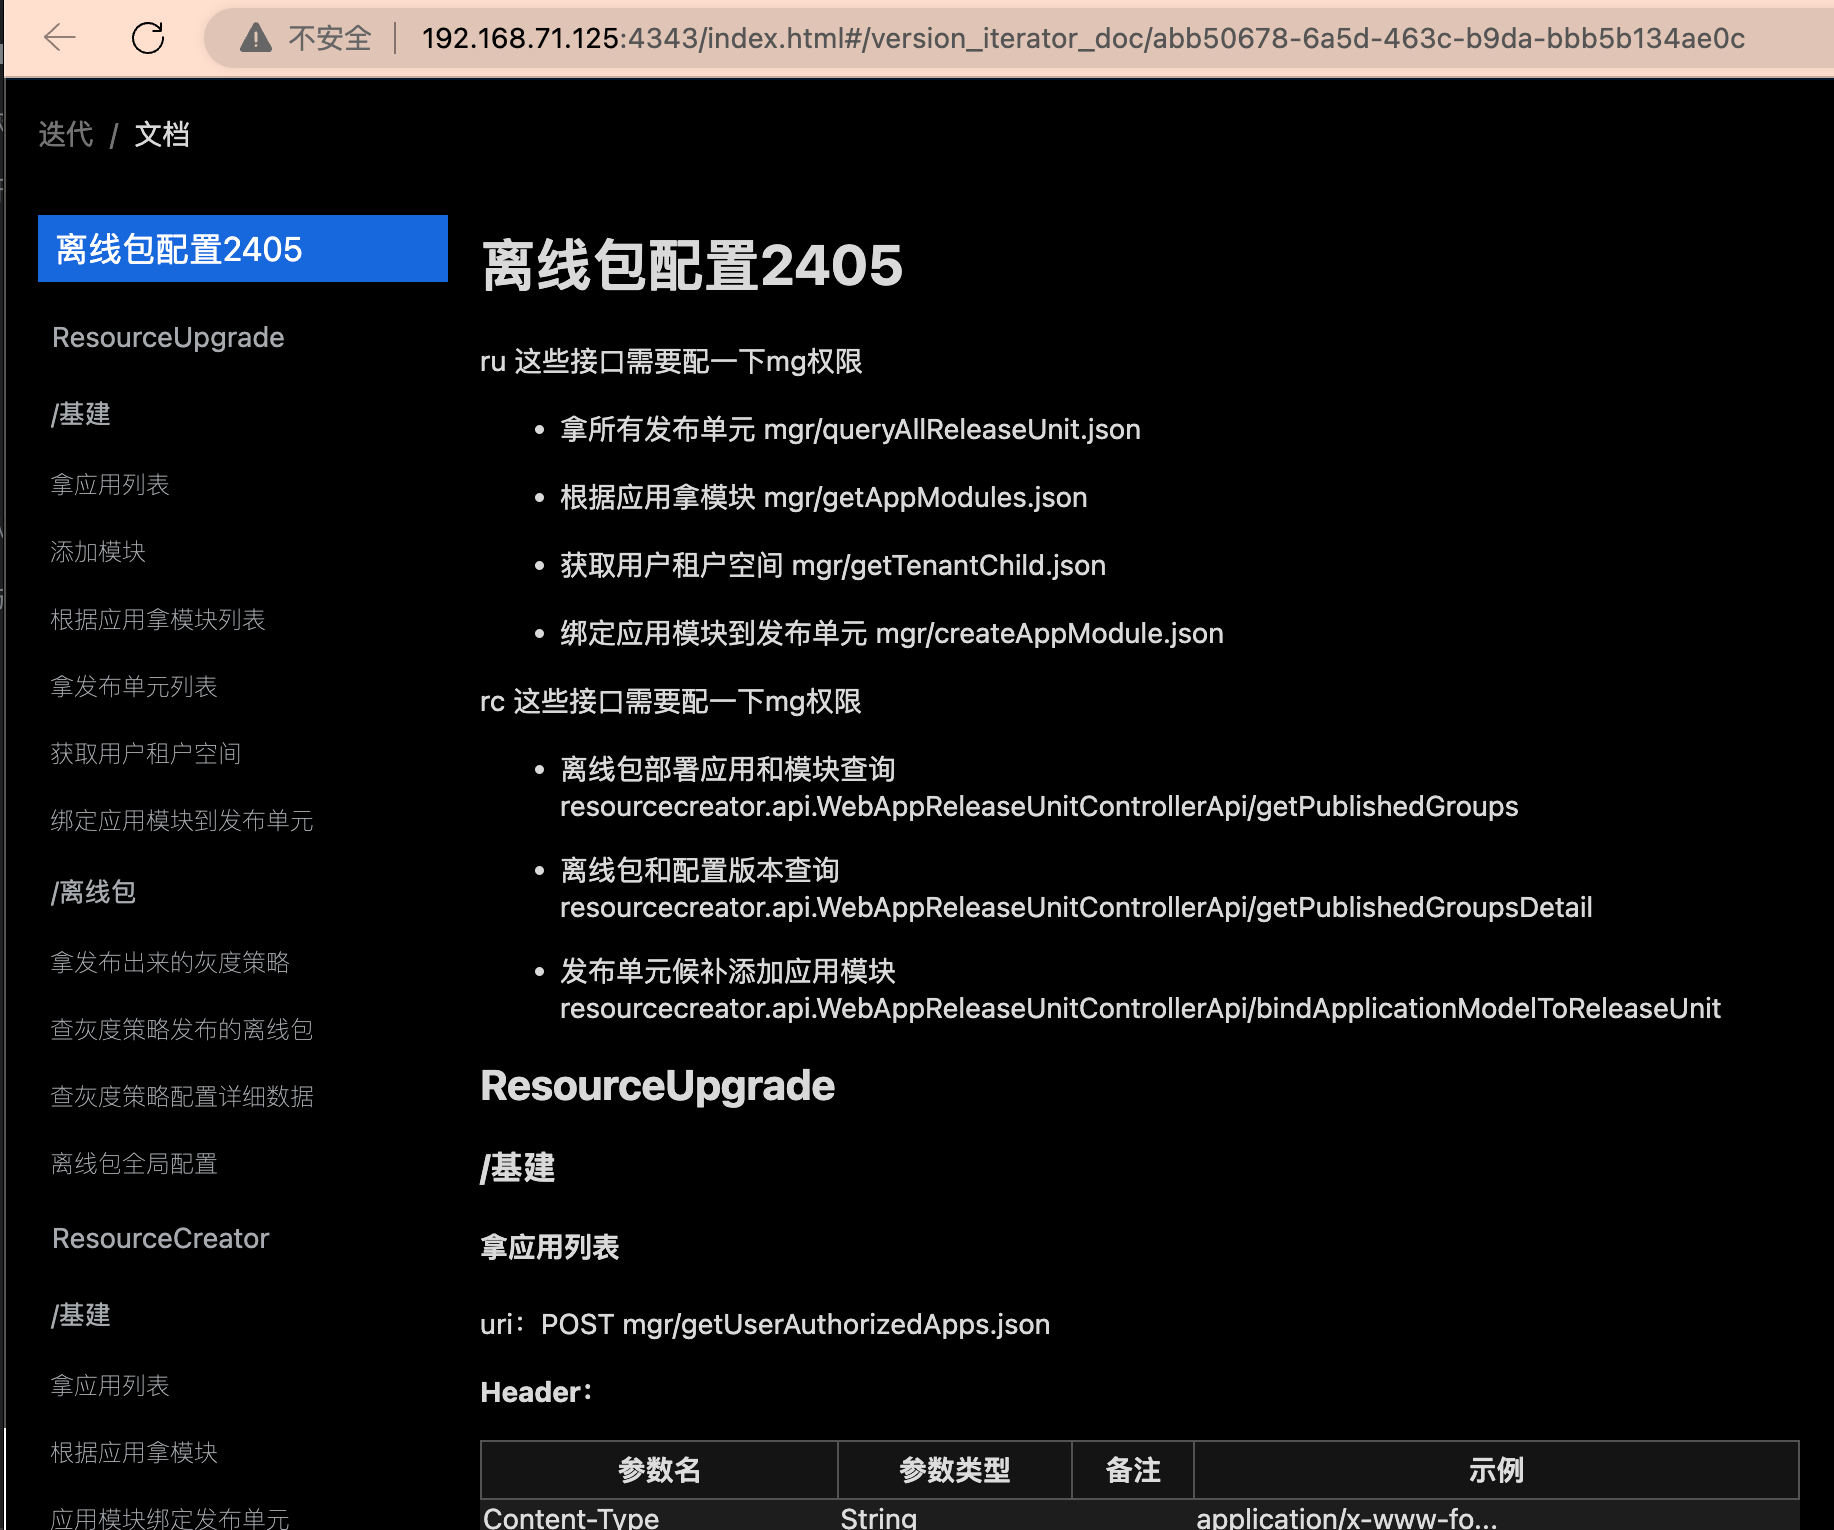 不安全 | 192.168.71.125:4343/index.html#/version_iterator_doc/abb50678-6a5d-463c-b9da-bbb5b134ae0c
迭代 / 文档
离线包配置2405
ResourceUpgrade
/基建
拿应用列表
添加模块
根据应用拿模块列表
拿发布单元列表
获取用户租户空间
绑定应用模块到发布单元
/离线包
拿发布出来的灰度策略
查灰度策略发布的离线包
查灰度策略配置详细数据
离线包全局配置
ResourceCreator
/基建
拿应用列表
根据应用拿模块
应用模块绑定发布单元
离线包配置2405
ru 这些接口需要配一下mg权限
• 拿所有发布单元 mgr/queryAllReleaseUnit.json
• 根据应用拿模块 mgr/getAppModules.json
• 获取用户租户空间 mgr/getTenantChild.json
• 绑定应用模块到发布单元 mgr/createAppModule.json
rc 这些接口需要配一下mg权限
• 离线包部署应用和模块查询
resourcecreator.api.WebAppReleaseUnitControllerApi/getPublishedGroups
• 离线包和配置版本查询
resourcecreator.api.WebAppReleaseUnitControllerApi/getPublishedGroupsDetail
• 发布单元候补添加应用模块
resourcecreator.api.WebAppReleaseUnitControllerApi/bindApplicationModelToReleaseUnit
ResourceUpgrade
/基建
拿应用列表
uri：POST mgr/getUserAuthorizedApps.json
Header：
参数名 参数类型 备注 示例
Content-Type String application/x-www-fo...